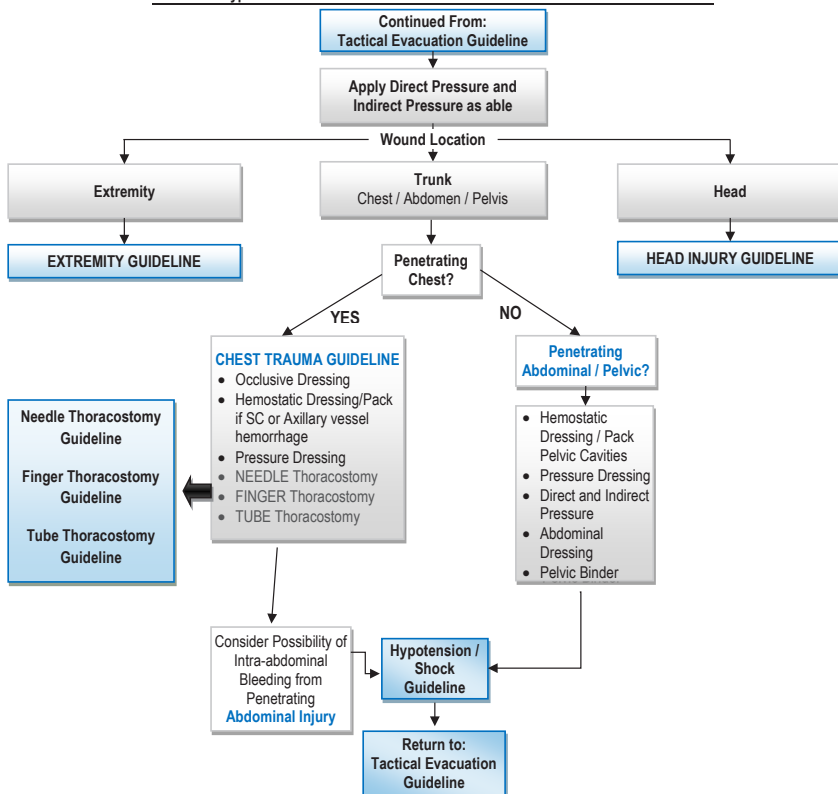 Continued From:
Tactical Evacuation Guideline
Apply Direct Pressure and
Indirect Pressure as able
Wound Location
Extremity
Trunk
Chest / Abdomen / Pelvis
Head
EXTREMITY GUIDELINE
Penetrating
Chest?
HEAD INJURY GUIDELINE
YES
NO
CHEST TRAUMA GUIDELINE
• Occlusive Dressing
• Hemostatic Dressing/Pack
if SC or Axillary vessel
hemorrhage
• Pressure Dressing
• NEEDLE Thoracostomy
• FINGER Thoracostomy
• TUBE Thoracostomy
Penetrating
Abdominal / Pelvic?
• Hemostatic
Dressing / Pack
Pelvic Cavities
• Pressure Dressing
• Direct and Indirect
Pressure
• Abdominal
Dressing
• Pelvic Binder
Needle Thoracostomy
Guideline
Finger Thoracostomy
Guideline
Tube Thoracostomy
Guideline
Consider Possibility of
Intra-abdominal
Bleeding from
Penetrating
Abdominal Injury
Hypotension /
Shock
Guideline
Return to:
Tactical Evacuation
Guideline